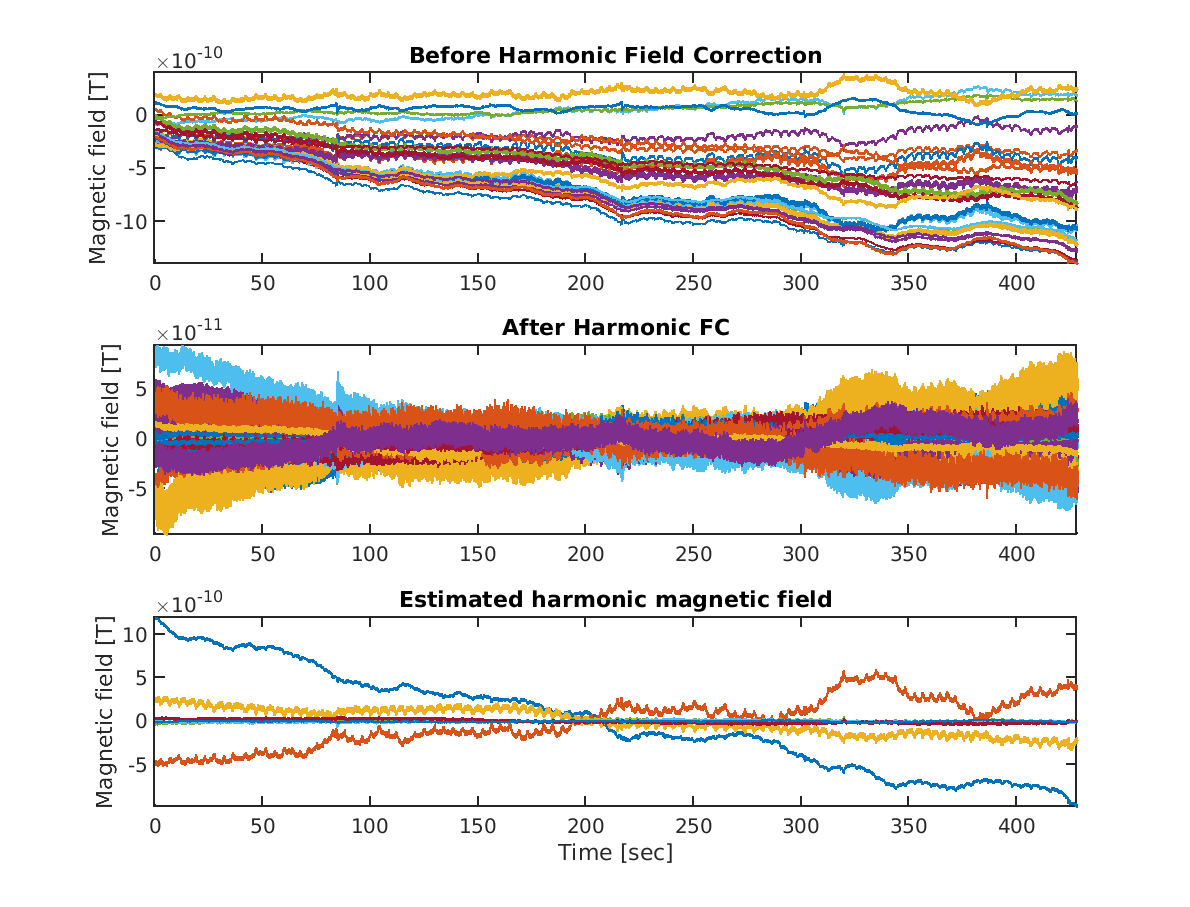 Before Harmonic Field Correction
×10-10
Magnetic field [T]
0
-5
-10
0 50 100 150 200 250 300 350 400
After Harmonic FC
×10-11
Magnetic field [T]
5
0
-5
0 50 100 150 200 250 300 350 400
Estimated harmonic magnetic field
×10-10
Magnetic field [T]
10
5
0
-5
0 50 100 150 200 250 300 350 400
Time [sec]